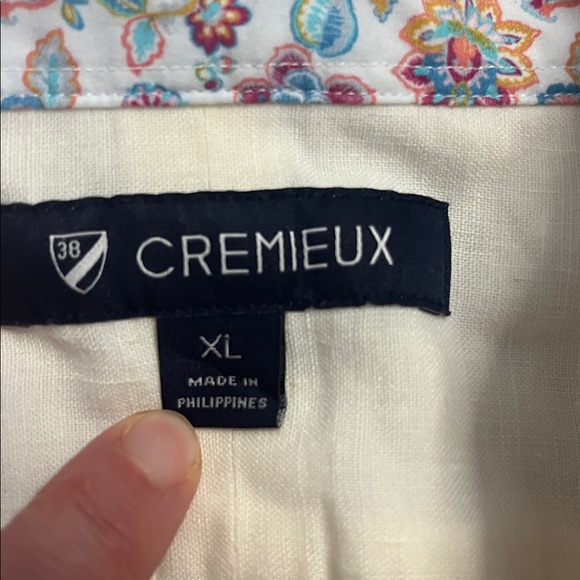 38 CREMIEUX
XL
MADE IN
PHILIPPINES